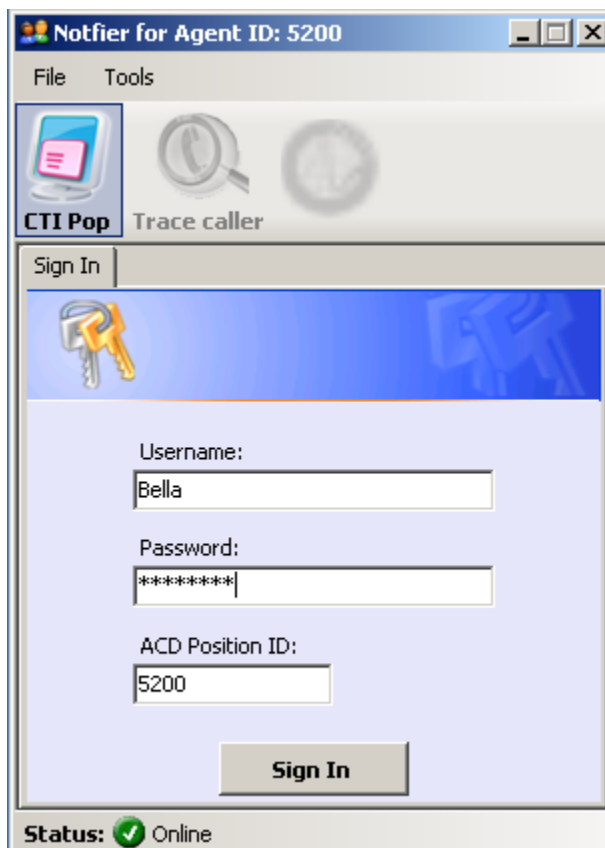 Notfier for Agent ID: 5200
File Tools
CTI Pop Trace caller
Sign In
Username:
Bella
Password:
********
ACD Position ID:
5200
Sign In
Status: Online